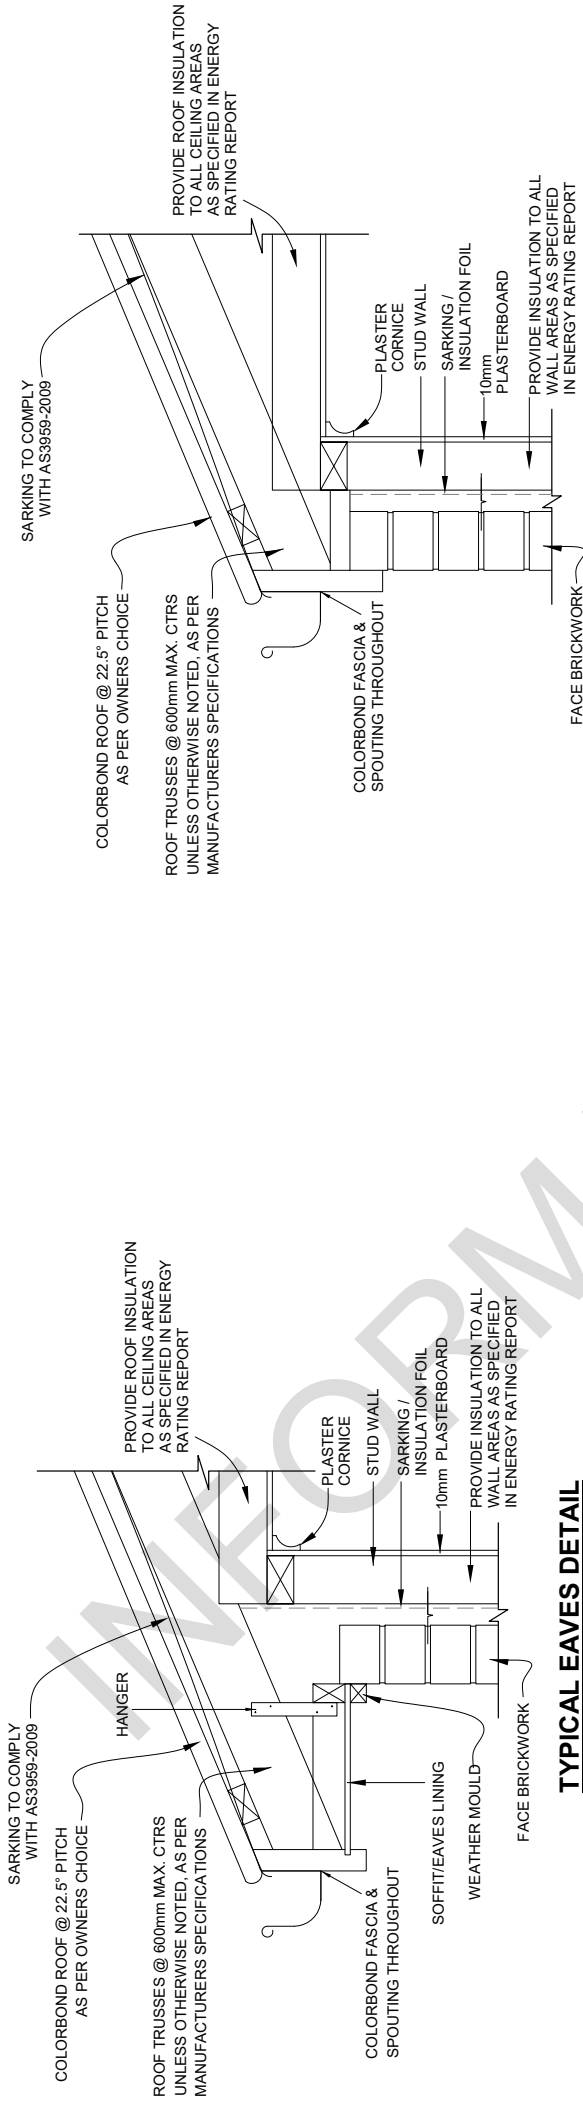 SARKING TO COMPLY
WITH AS3959-2009
COLORBOND ROOF @ 22.5° PITCH
AS PER OWNERS CHOICE
HANGER
ROOF TRUSSES @ 600mm MAX. CTRS
UNLESS OTHERWISE NOTED, AS PER
MANUFACTURERS SPECIFICATIONS
PROVIDE ROOF INSULATION
TO ALL CEILING AREAS
AS SPECIFIED IN ENERGY
RATING REPORT
PLASTER
CORNICE
STUD WALL
SARKING /
INSULATION FOIL
10mm PLASTERBOARD
PROVIDE INSULATION TO ALL
WALL AREAS AS SPECIFIED
IN ENERGY RATING REPORT
COLORBOND FASCIA &
SPOUTING THROUGHOUT
SOFFIT/EAVES LINING
WEATHER MOULD
FACE BRICKWORK
TYPICAL EAVES DETAIL
SARKING TO COMPLY
WITH AS3959-2009
COLORBOND ROOF @ 22.5° PITCH
AS PER OWNERS CHOICE
ROOF TRUSSES @ 600mm MAX. CTRS
UNLESS OTHERWISE NOTED, AS PER
MANUFACTURERS SPECIFICATIONS
PROVIDE ROOF INSULATION
TO ALL CEILING AREAS
AS SPECIFIED IN ENERGY
RATING REPORT
PLASTER
CORNICE
STUD WALL
SARKING /
INSULATION FOIL
10mm
PLASTERBOARD
PROVIDE INSULATION TO ALL
WALL AREAS AS SPECIFIED
IN ENERGY RATING REPORT
COLORBOND FASCIA &
SPOUTING THROUGHOUT
FACE BRICKWORK
INFORM